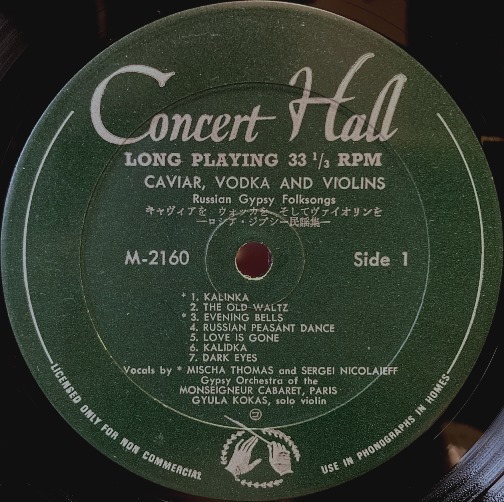 Concert Hall
LONG PLAYING 33 1/3 RPM
CAVIAR, VODKA AND VIOLINS
Russian Gypsy Folksongs
キャヴィアを ウォッカを そしてヴァイオリンを
—ロシア・ジプシー民謡集—
M-2160
Side 1
* 1. KALINKA
2. THE OLD WALTZ
* 3. EVENING BELLS
4. RUSSIAN PEASANT DANCE
5. LOVE IS GONE
6. KALIDKA
7. DARK EYES
Vocals by * MISCHA THOMAS and SERGEI NICOLAIEFF
Gypsy Orchestra of the
MONSEIGNEUR CABARET, PARIS
GYULA KOKAS, solo violin
LICENSED ONLY FOR NON COMMERCIAL
USE IN PHONOGRAPHS IN HOMES